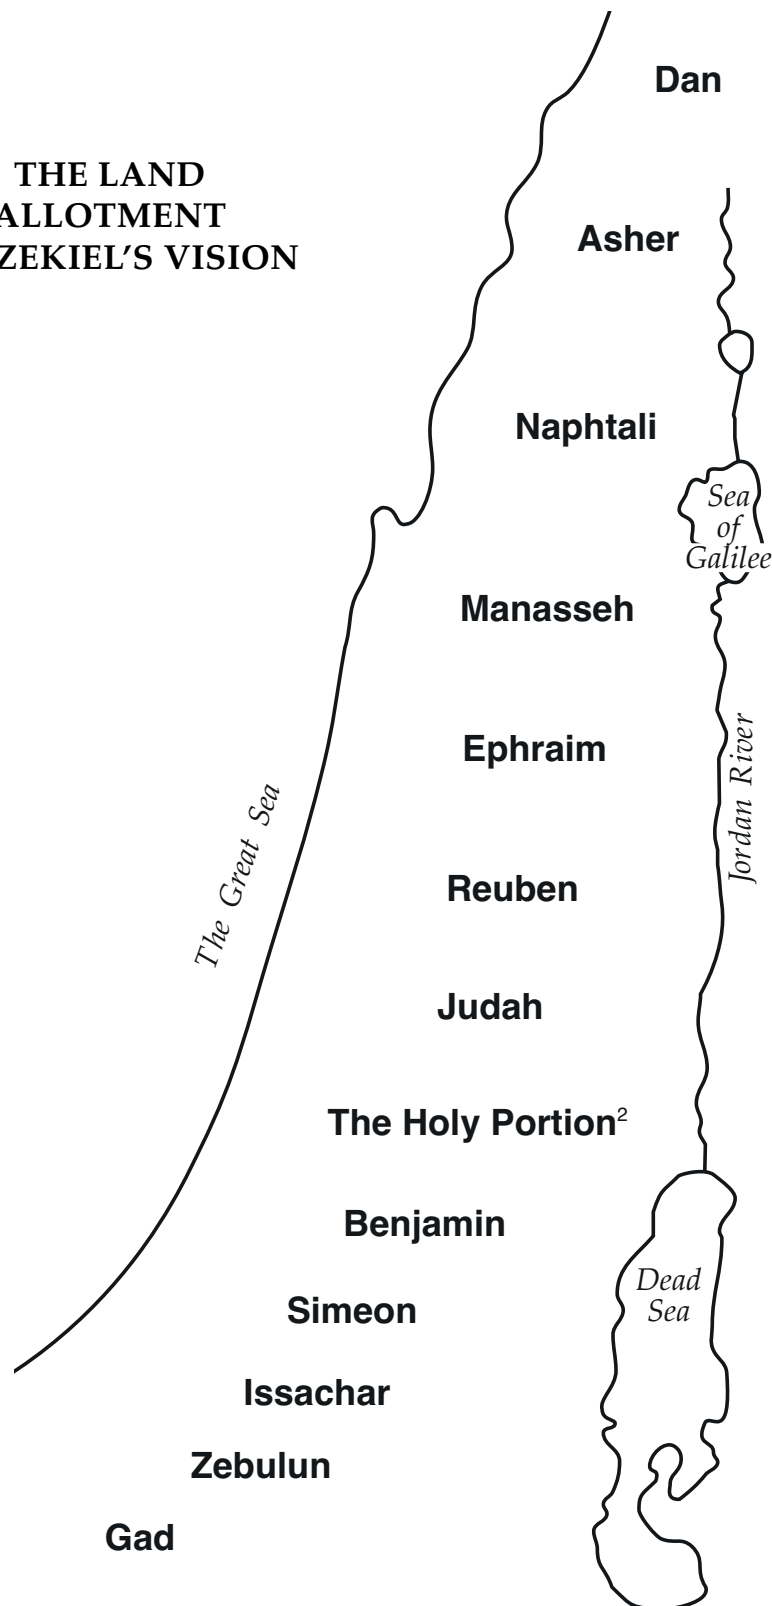 Dan
THE LAND
ALLOTMENT
ZEKIEL'S VISION
Asher
Naphtali
Sea
of
Galilee
Manasseh
Ephraim
Jordan River
The Great Sea
Reuben
Judah
The Holy Portion²
Benjamin
Dead
Sea
Simeon
Issachar
Zebulun
Gad